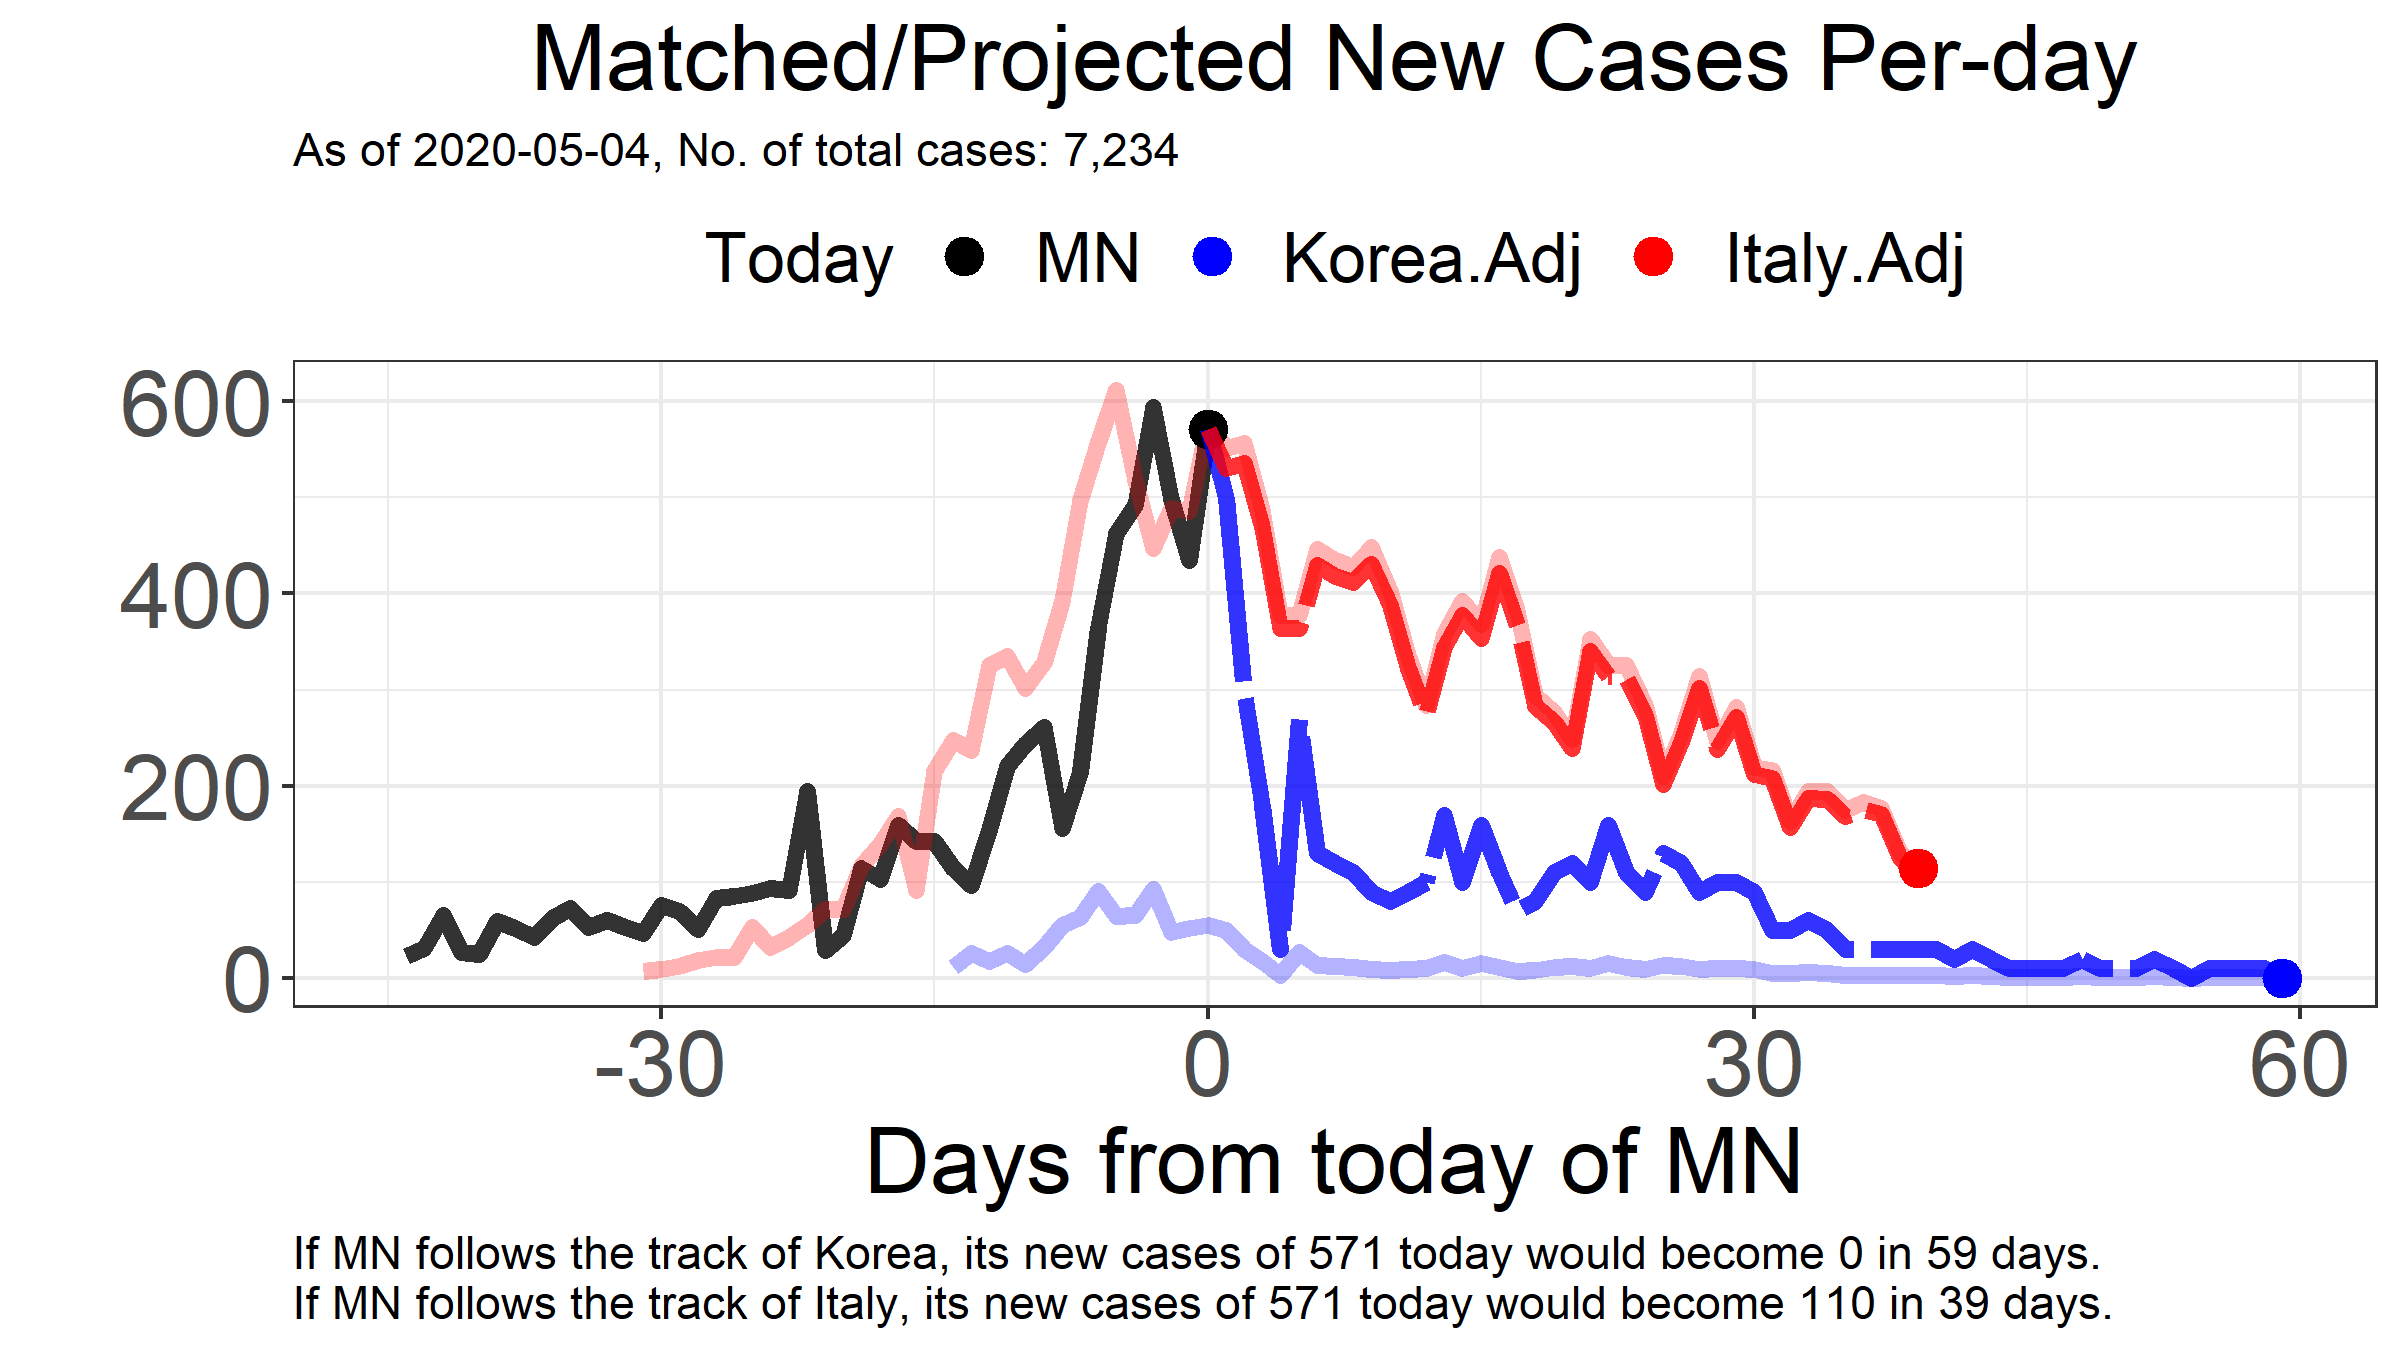 Matched/Projected New Cases Per-day
As of 2020-05-04, No. of total cases: 7,234
Today MN Korea.Adj Italy.Adj
600
400
200
0
-30 0 30 60
Days from today of MN
If MN follows the track of Korea, its new cases of 571 today would become 0 in 59 days.
If MN follows the track of Italy, its new cases of 571 today would become 110 in 39 days.